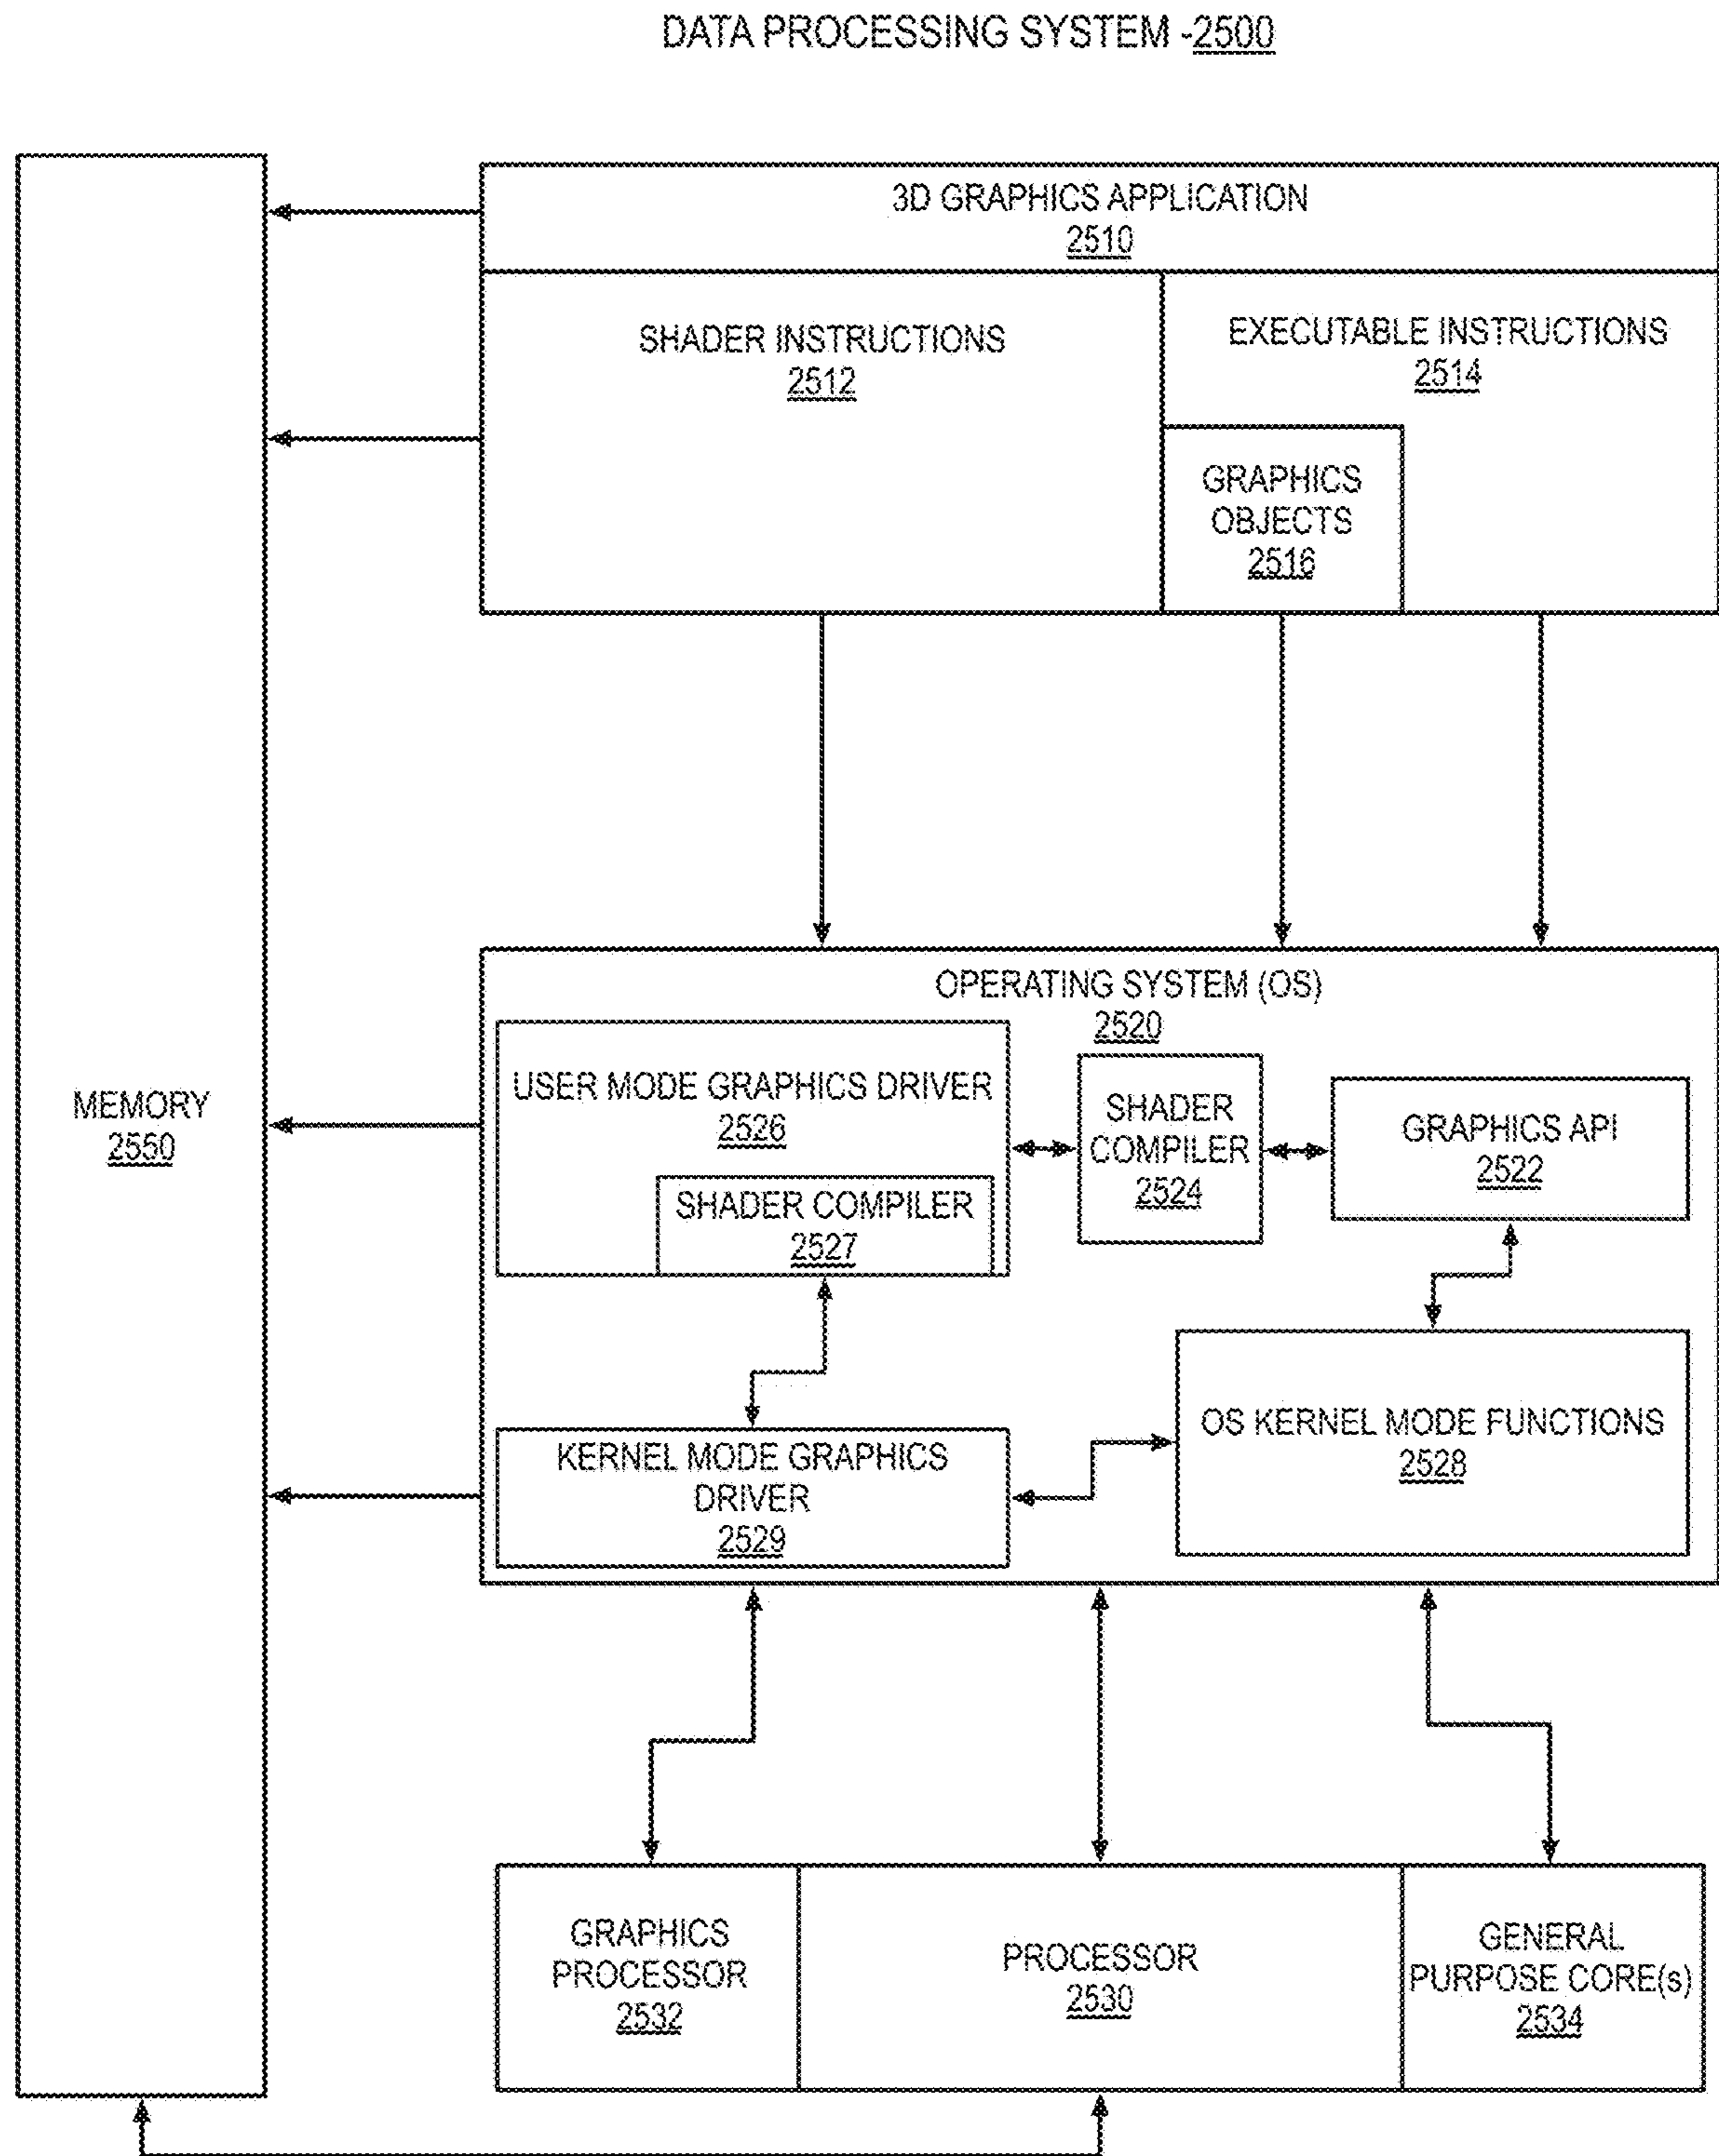 DATA PROCESSING SYSTEM -2500
3D GRAPHICS APPLICATION
2510
SHADER INSTRUCTIONS
2512
EXECUTABLE INSTRUCTIONS
2514
GRAPHICS
OBJECTS
2516
MEMORY
2550
OPERATING SYSTEM (OS)
2520
USER MODE GRAPHICS DRIVER
2526
SHADER COMPILER
2527
SHADER
COMPILER
2524
GRAPHICS API
2522
KERNEL MODE GRAPHICS
DRIVER
2529
OS KERNEL MODE FUNCTIONS
2528
GRAPHICS
PROCESSOR
2532
PROCESSOR
2530
GENERAL
PURPOSE CORE(s)
2534